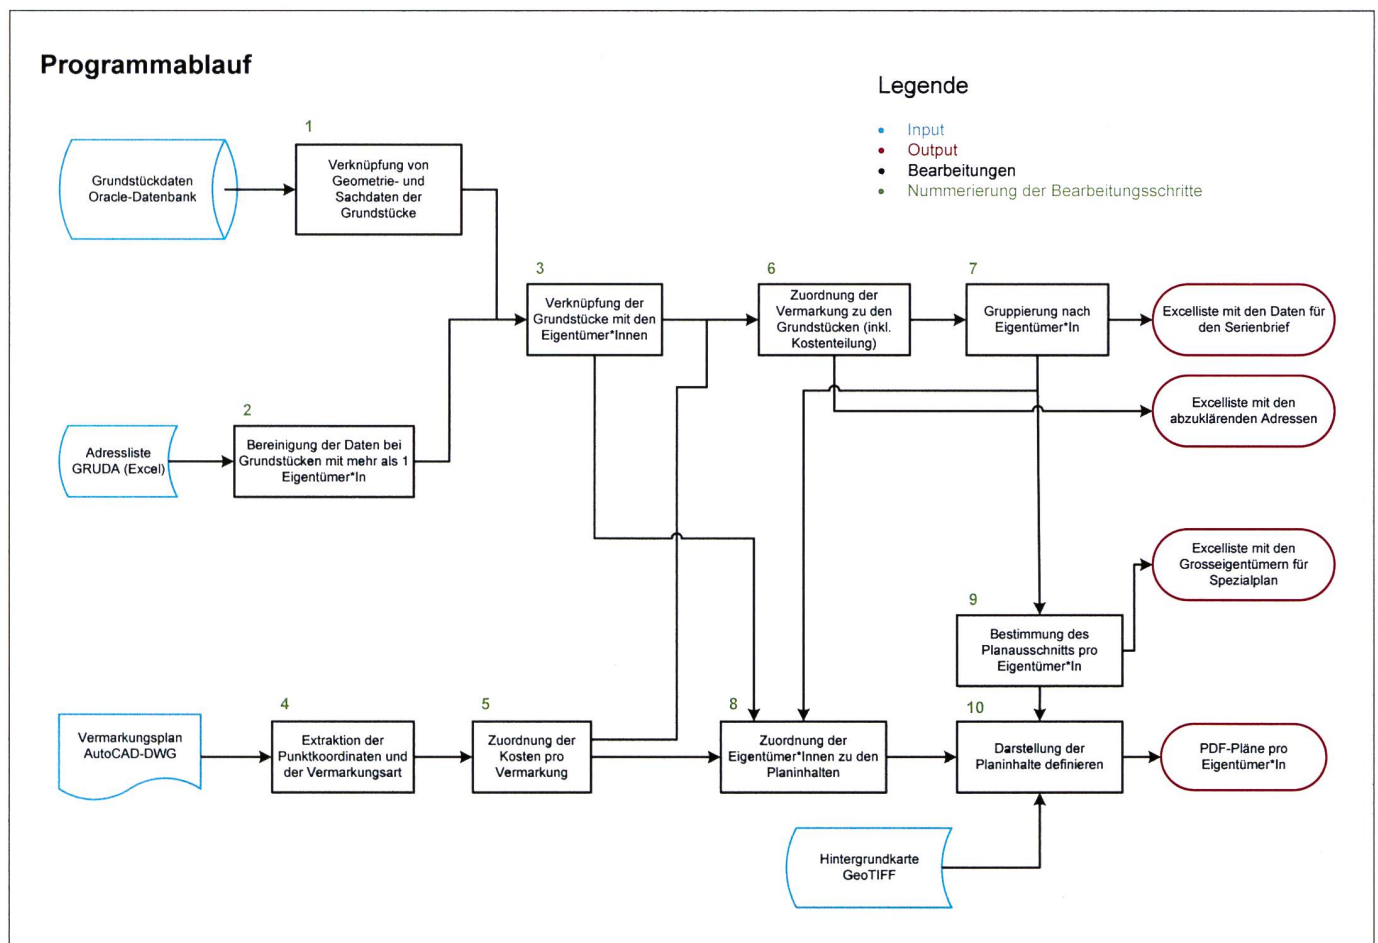 Programmablauf
Legende
Input
Output
Bearbeitungen
Nummerierung der Bearbeitungsschritte
Grundstückdaten
Oracle-Datenbank
1
Verknüpfung von
Geometrie- und
Sachdaten der
Grundstücke
2
Adressliste
GRUDA (Excel)
Bereinigung der Daten bei
Grundstücken mit mehr als 1
Eigentümer*In
3
Verknüpfung der
Grundstücke mit den
Eigentümer*Innen
6
Zuordnung der
Vermarkung zu den
Grundstücken (inkl.
Kostenteilung)
7
Gruppierung nach
Eigentümer*In
Excelliste mit den Daten für
den Serienbrief
Excelliste mit den
abzuklärenden Adressen
Excelliste mit den
Grosseigentümern für
Spezialplan
9
Bestimmung des
Planausschnitts pro
Eigentümer*In
Vermarkungsplan
AutoCAD-DWG
4
Extraktion der
Punktkoordinaten und
der Vermarkungsart
5
Zuordnung der
Kosten pro
Vermarkung
8
Zuordnung der
Eigentümer*Innen zu den
Planinhalten
10
Darstellung der
Planinhalte definieren
PDF-Pläne pro
Eigentümer*In
Hintergrundkarte
GeoTIFF